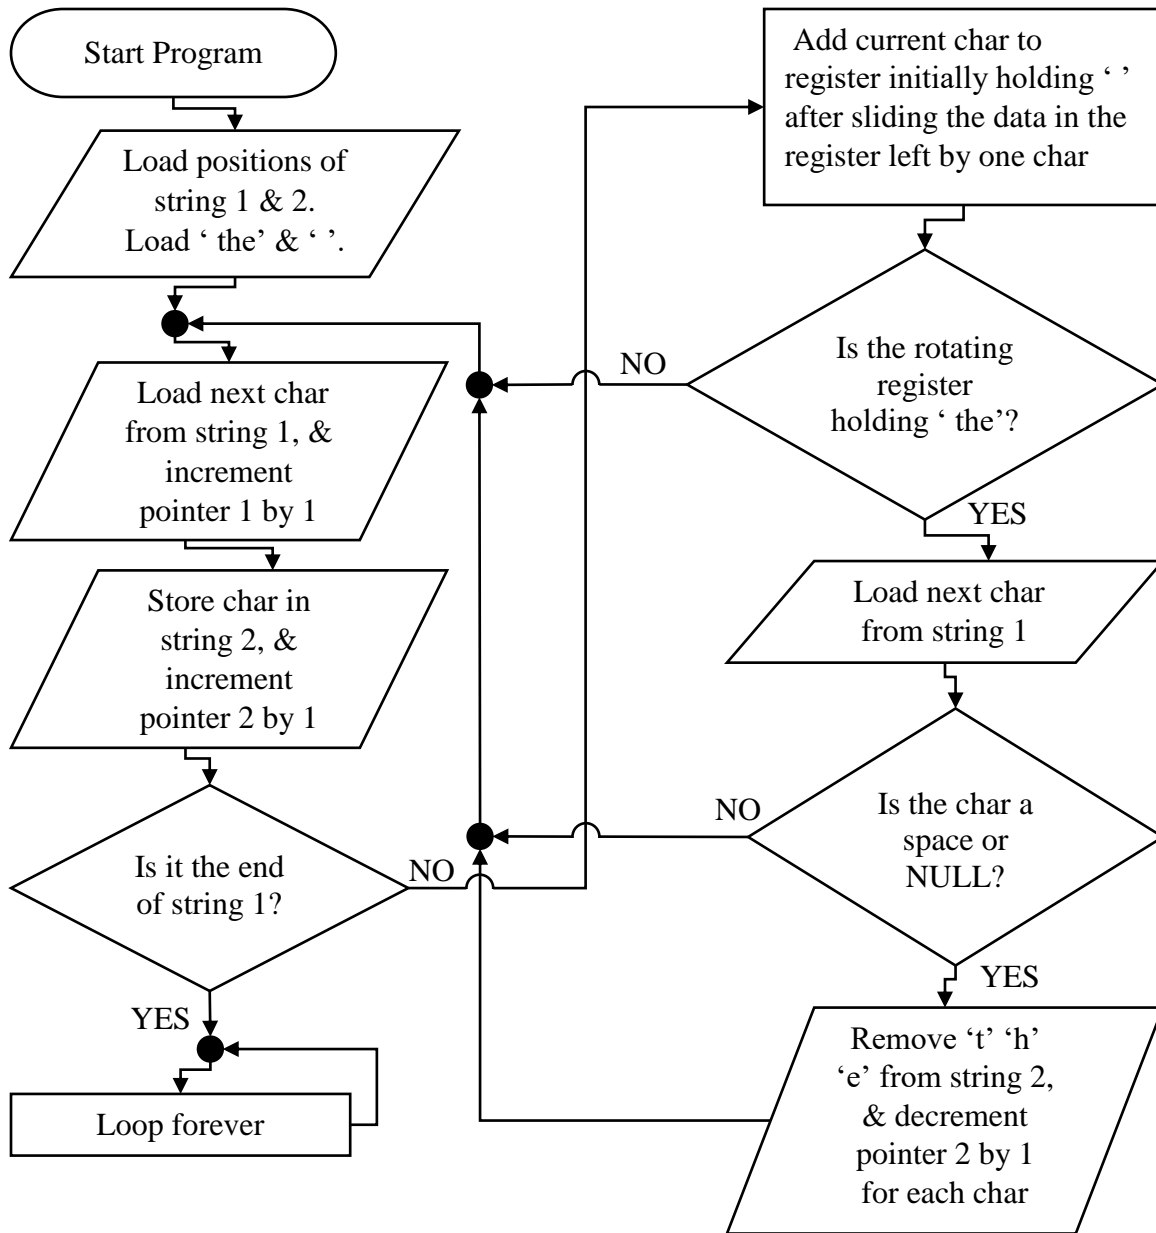 Start Program
Load positions of
string 1 & 2.
Load ‘ the’ & ‘ ’.
Load next char
from string 1, &
increment
pointer 1 by 1
Store char in
string 2, &
increment
pointer 2 by 1
Is it the end
of string 1?
NO
YES
Loop forever
Add current char to
register initially holding ‘ ’
after sliding the data in the
register left by one char
Is the rotating
register
holding ‘ the’?
NO
YES
Load next char
from string 1
Is the char a
space or
NULL?
NO
YES
Remove ‘t’ ‘h’
‘e’ from string 2,
& decrement
pointer 2 by 1
for each char